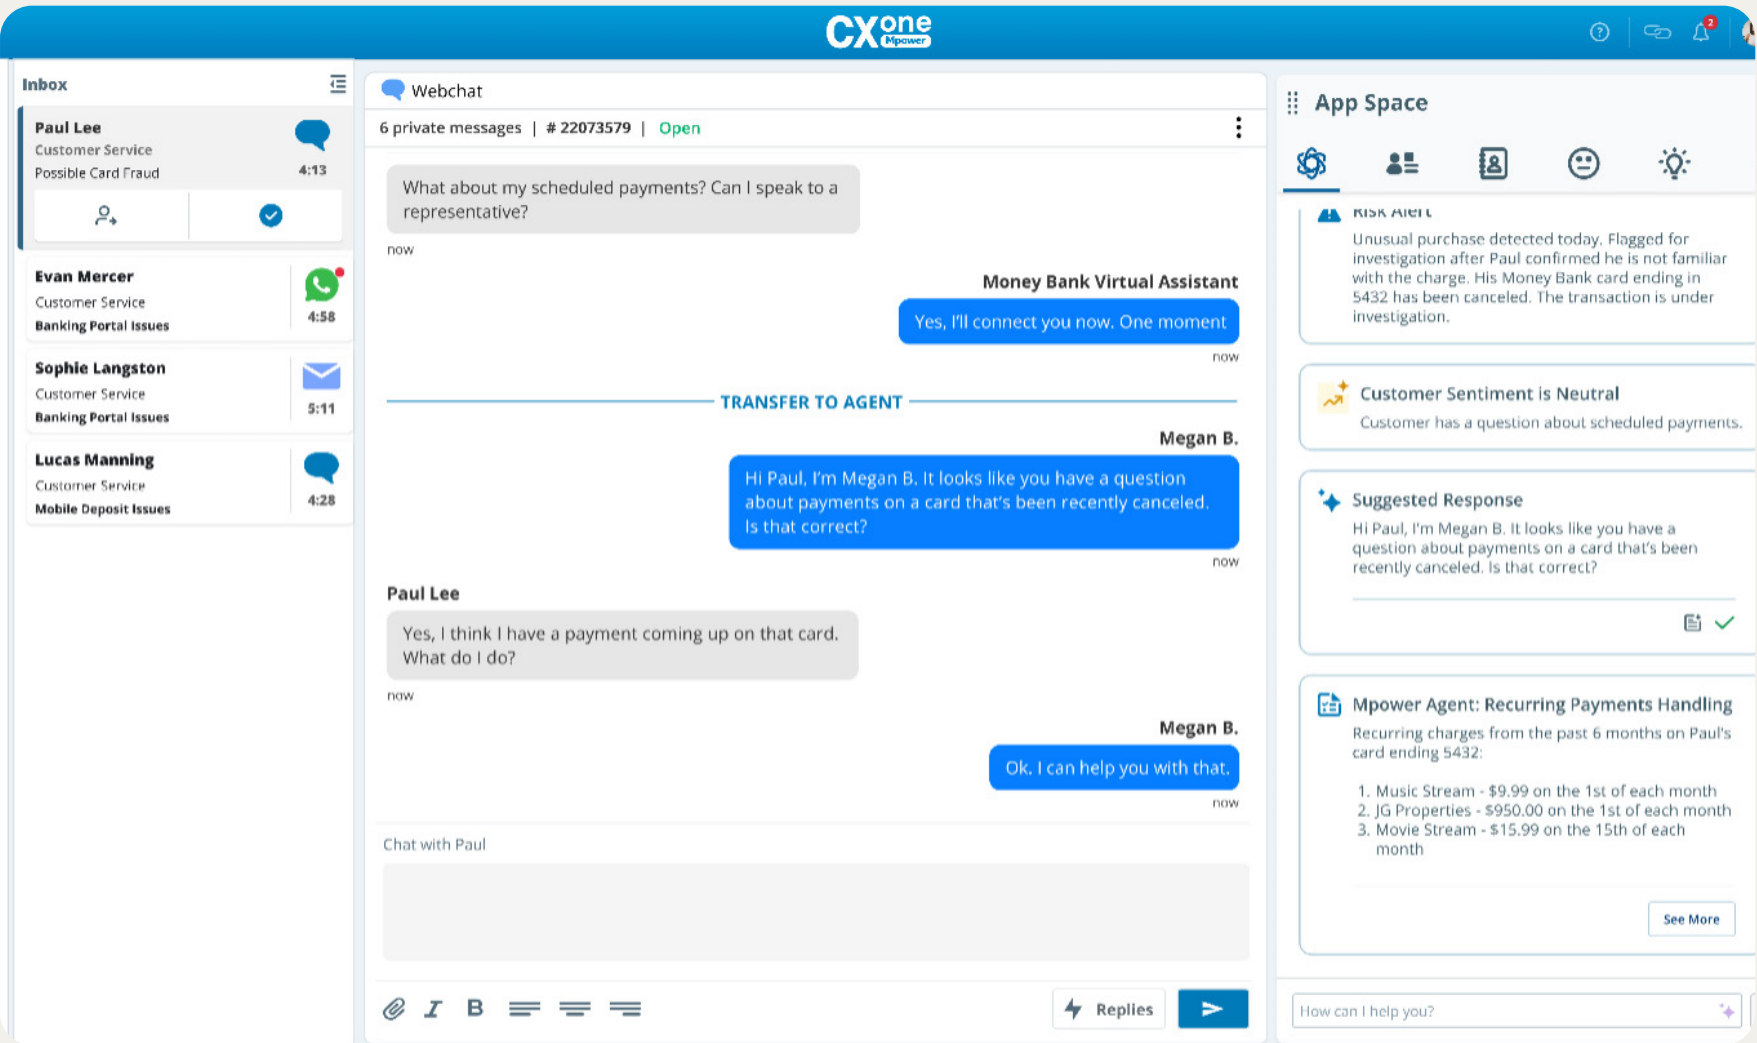 CXone
Mpower
2
Inbox
Paul Lee
Customer Service
Possible Card Fraud
4:13
Evan Mercer
Customer Service
Banking Portal Issues
4:58
Sophie Langston
Customer Service
Banking Portal Issues
5:11
Lucas Manning
Customer Service
Mobile Deposit Issues
4:28
Webchat
6 private messages | # 22073579 | Open
What about my scheduled payments? Can I speak to a
representative?
now
Money Bank Virtual Assistant
Yes, I'll connect you now. One moment
now
TRANSFER TO AGENT
Megan B.
Hi Paul, I'm Megan B. It looks like you have a question
about payments on a card that's been recently canceled.
Is that correct?
now
Paul Lee
Yes, I think I have a payment coming up on that card.
What do I do?
now
Megan B.
Ok. I can help you with that.
now
Chat with Paul
I B
Replies
App Space
Risk Alert
Unusual purchase detected today. Flagged for
investigation after Paul confirmed he is not familiar
with the charge. His Money Bank card ending in
5432 has been canceled. The transaction is under
investigation.
Customer Sentiment is Neutral
Customer has a question about scheduled payments.
Suggested Response
Hi Paul, I'm Megan B. It looks like you have a
question about payments on a card that's been
recently canceled. Is that correct?
Mpower Agent: Recurring Payments Handling
Recurring charges from the past 6 months on Paul's
card ending 5432:
1. Music Stream - $9.99 on the 1st of each month
2. JG Properties - $950.00 on the 1st of each month
3. Movie Stream - $15.99 on the 15th of each
month
See More
How can I help you?